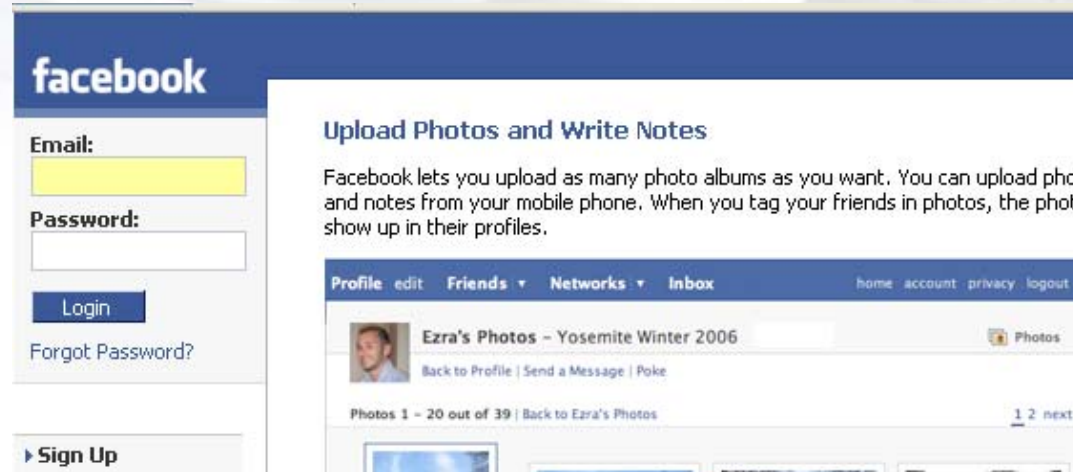 facebook
Email:
Password:
Login
Forgot Password?
Sign Up
Upload Photos and Write Notes
Facebook lets you upload as many photo albums as you want. You can upload pho
and notes from your mobile phone. When you tag your friends in photos, the phot
show up in their profiles.
Profile edit Friends Networks Inbox home account privacy logout
Ezra's Photos – Yosemite Winter 2006 Photos
Back to Profile | Send a Message | Poke
Photos 1 – 20 out of 39 | Back to Ezra's Photos 1 2 next